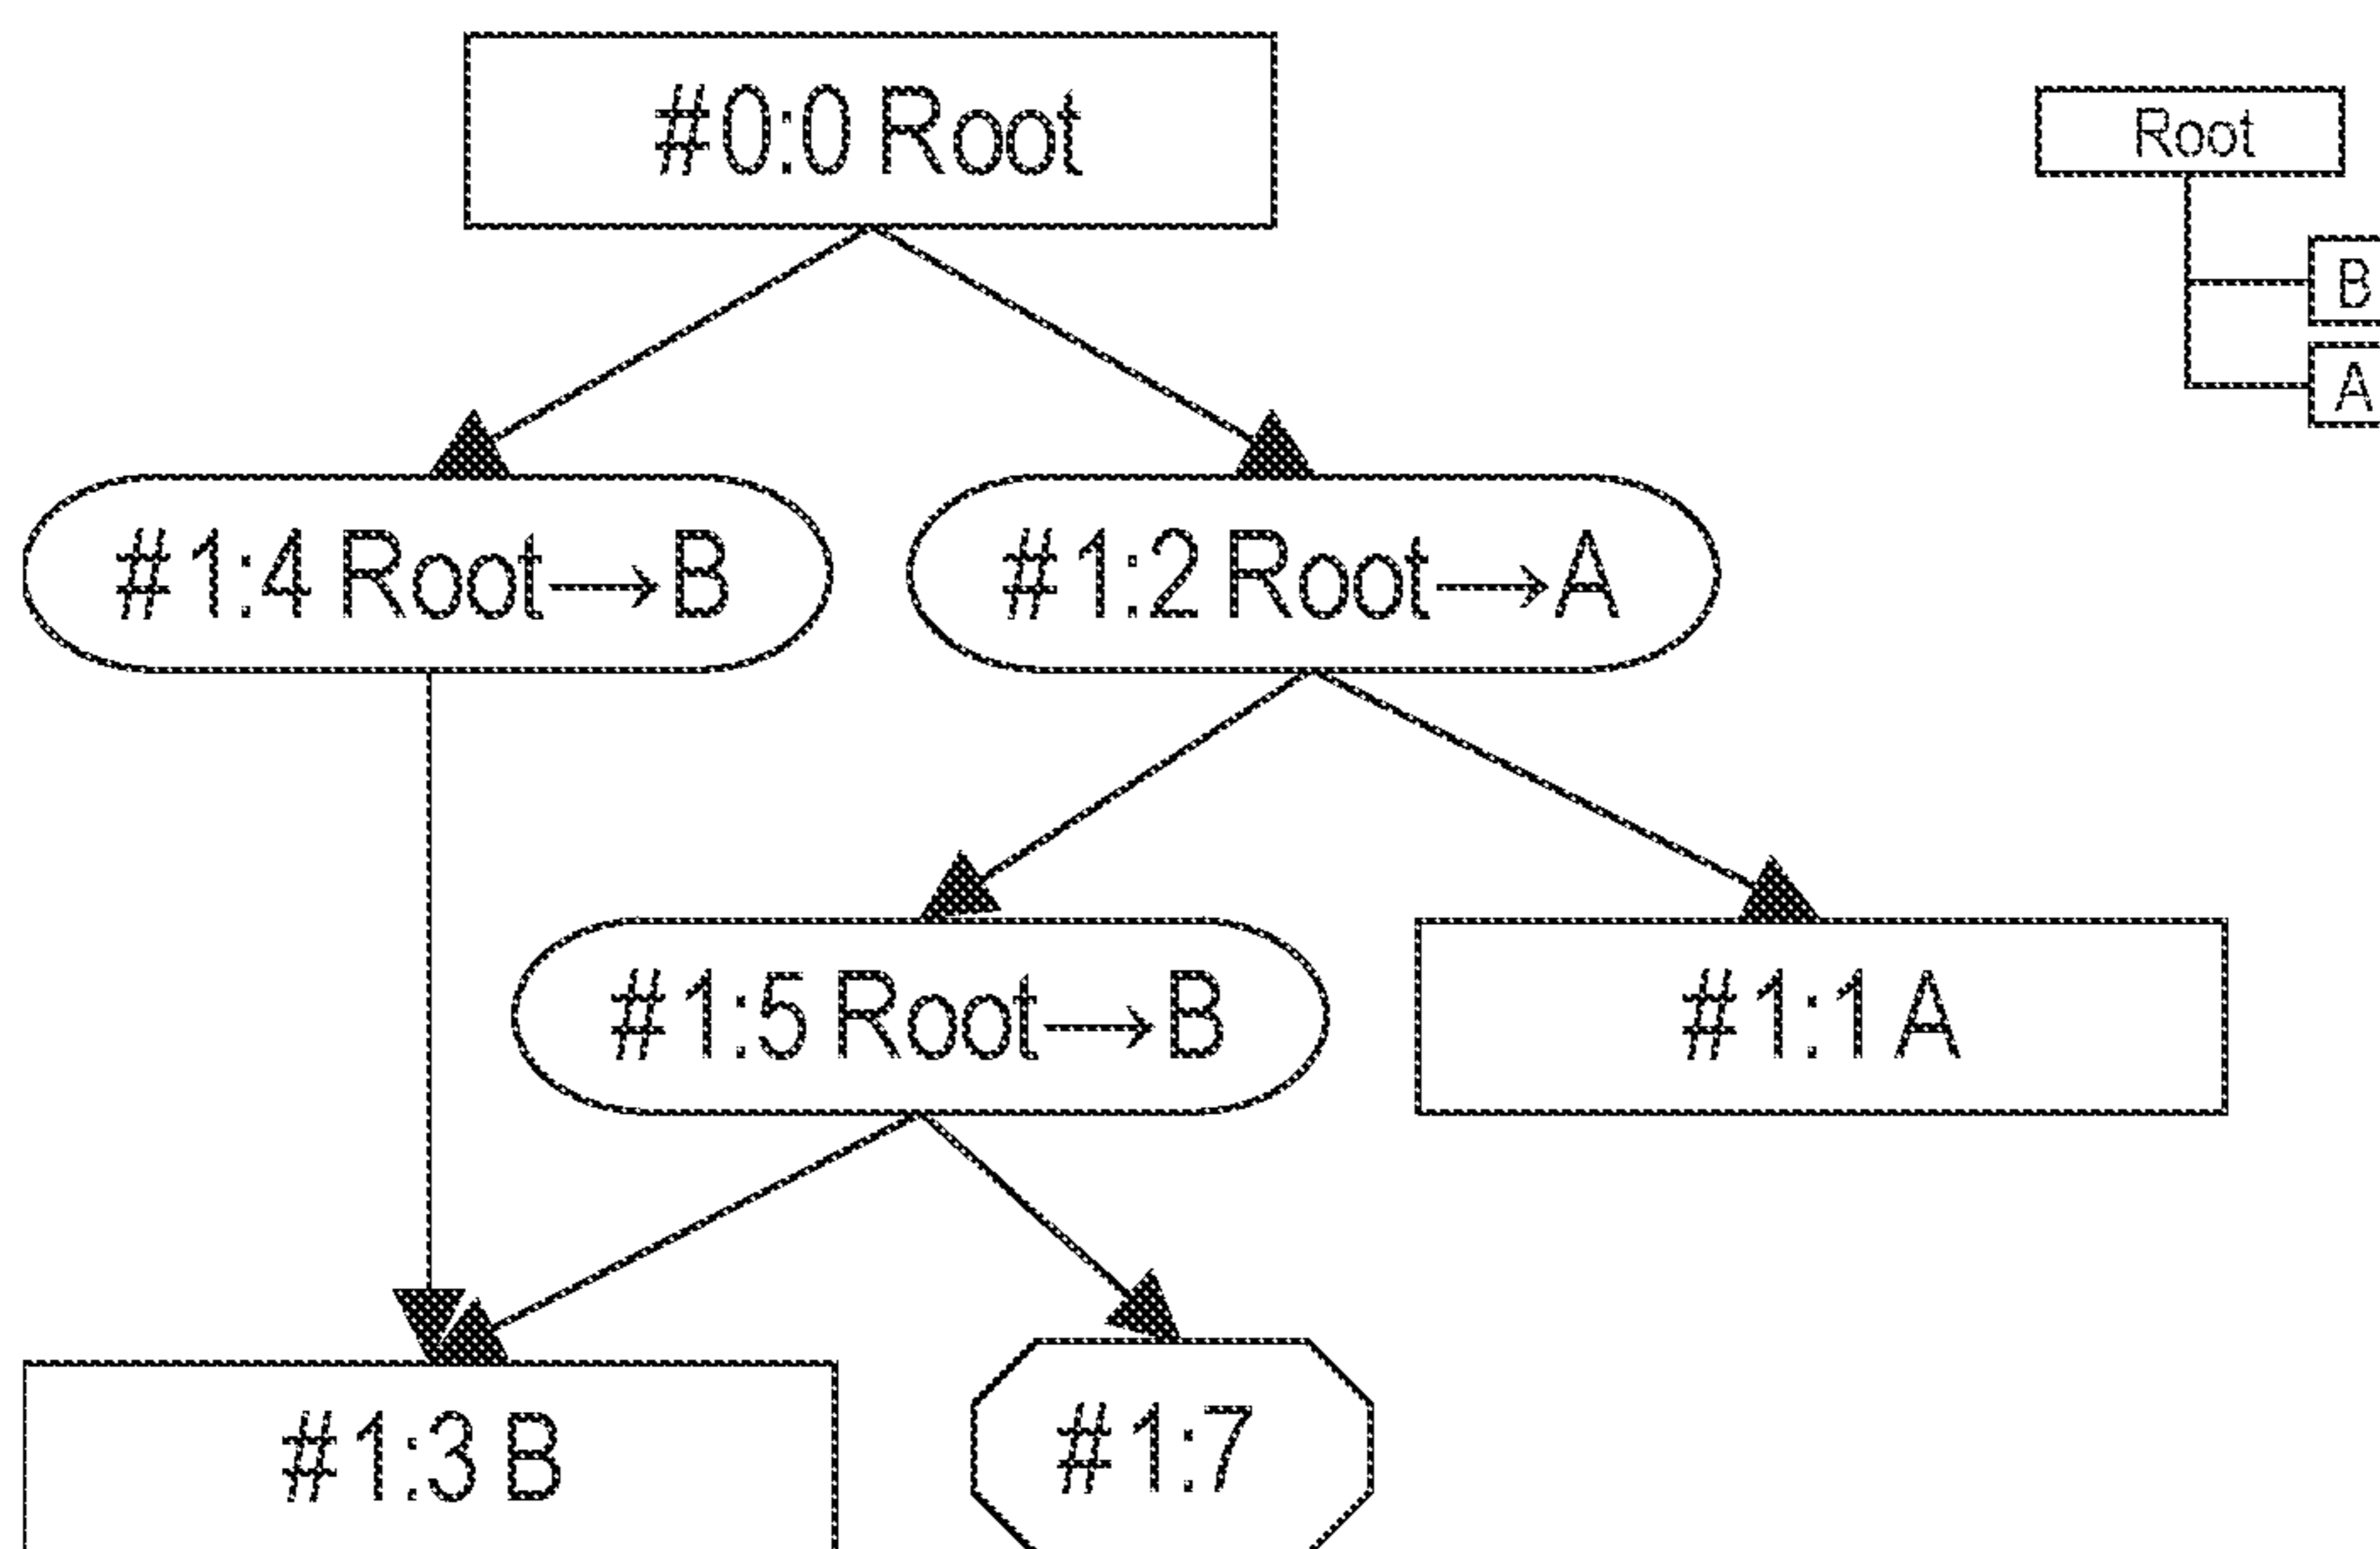 #0:0 Root
Root
B
A
#1:4 Root→B
#1:2 Root→A
#1:5 Root→B
#1:1 A
#1:3 B
#1:7